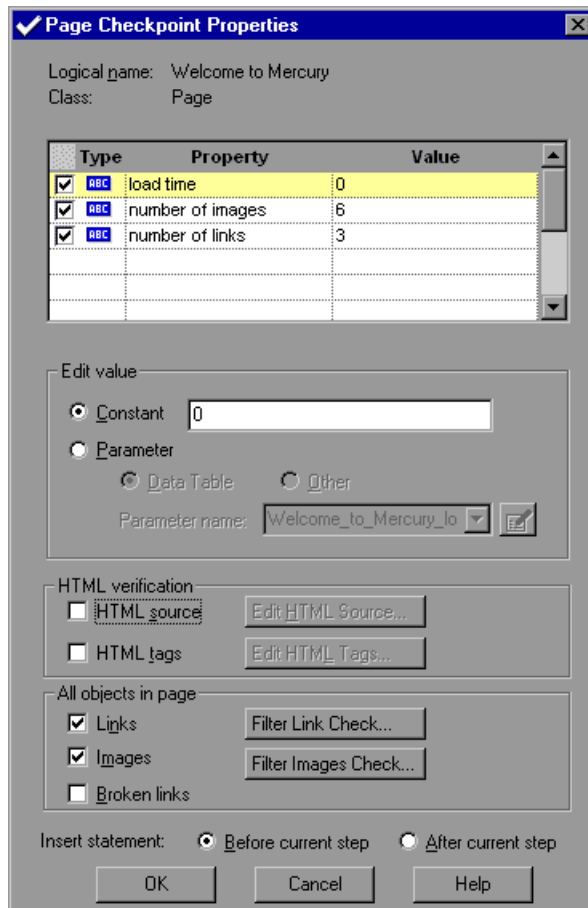 Page Checkpoint Properties
Logical name: Welcome to Mercury
Class: Page
Type Property Value
ABC load time 0
ABC number of images 6
ABC number of links 3
Edit value
Constant 0
Parameter
Data Table Other
Parameter name: Welcome_to_Mercury_lo
HTML verification
HTML source Edit HTML Source...
HTML tags Edit HTML Tags...
All objects in page
Links Filter Link Check...
Images Filter Images Check...
Broken links
Insert statement: Before current step After current step
OK Cancel Help